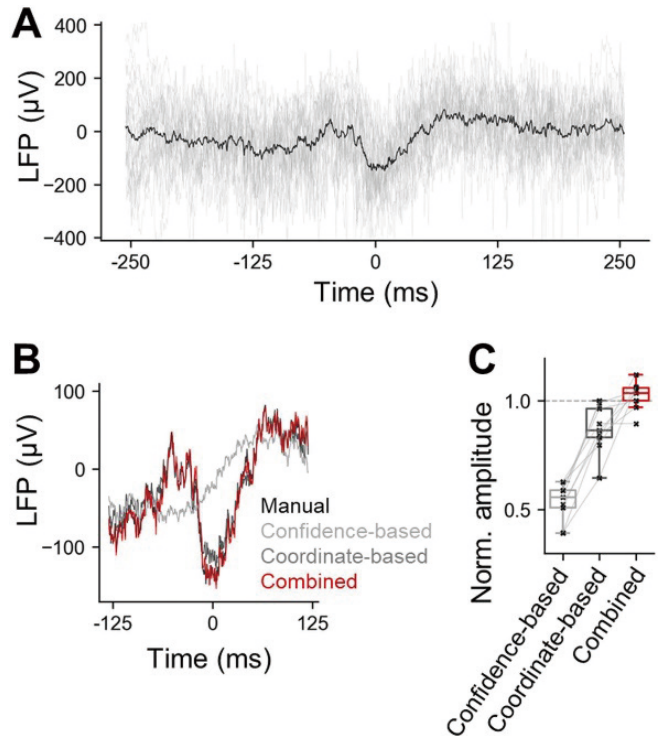 A
400
200
0
−200
−400
LFP (µV)
-250
-125
0
125
250
Time (ms)
B
100
0
−100
LFP (µV)
Manual
Confidence-based
Coordinate-based
Combined
-125
0
125
Time (ms)
C
1.0
0.5
Norm. amplitude
Confidence-based
Coordinate-based
Combined